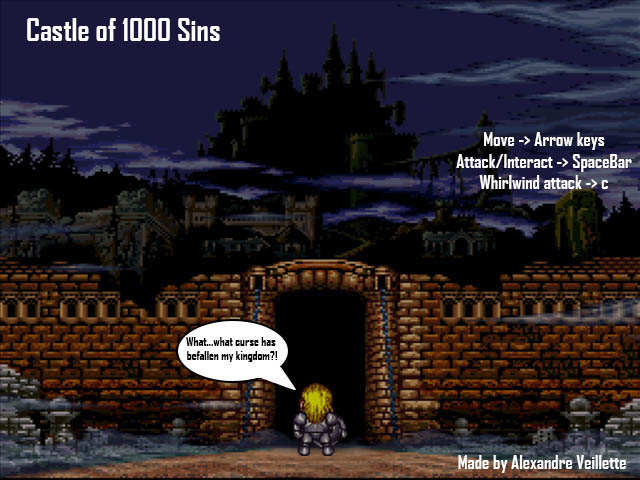 Castle of 1000 Sins
Move -> Arrow keys
Attack/Interact -> SpaceBar
Whirlwind attack -> c
What...what curse has
befallen my kingdom?!
Made by Alexandre Veillette